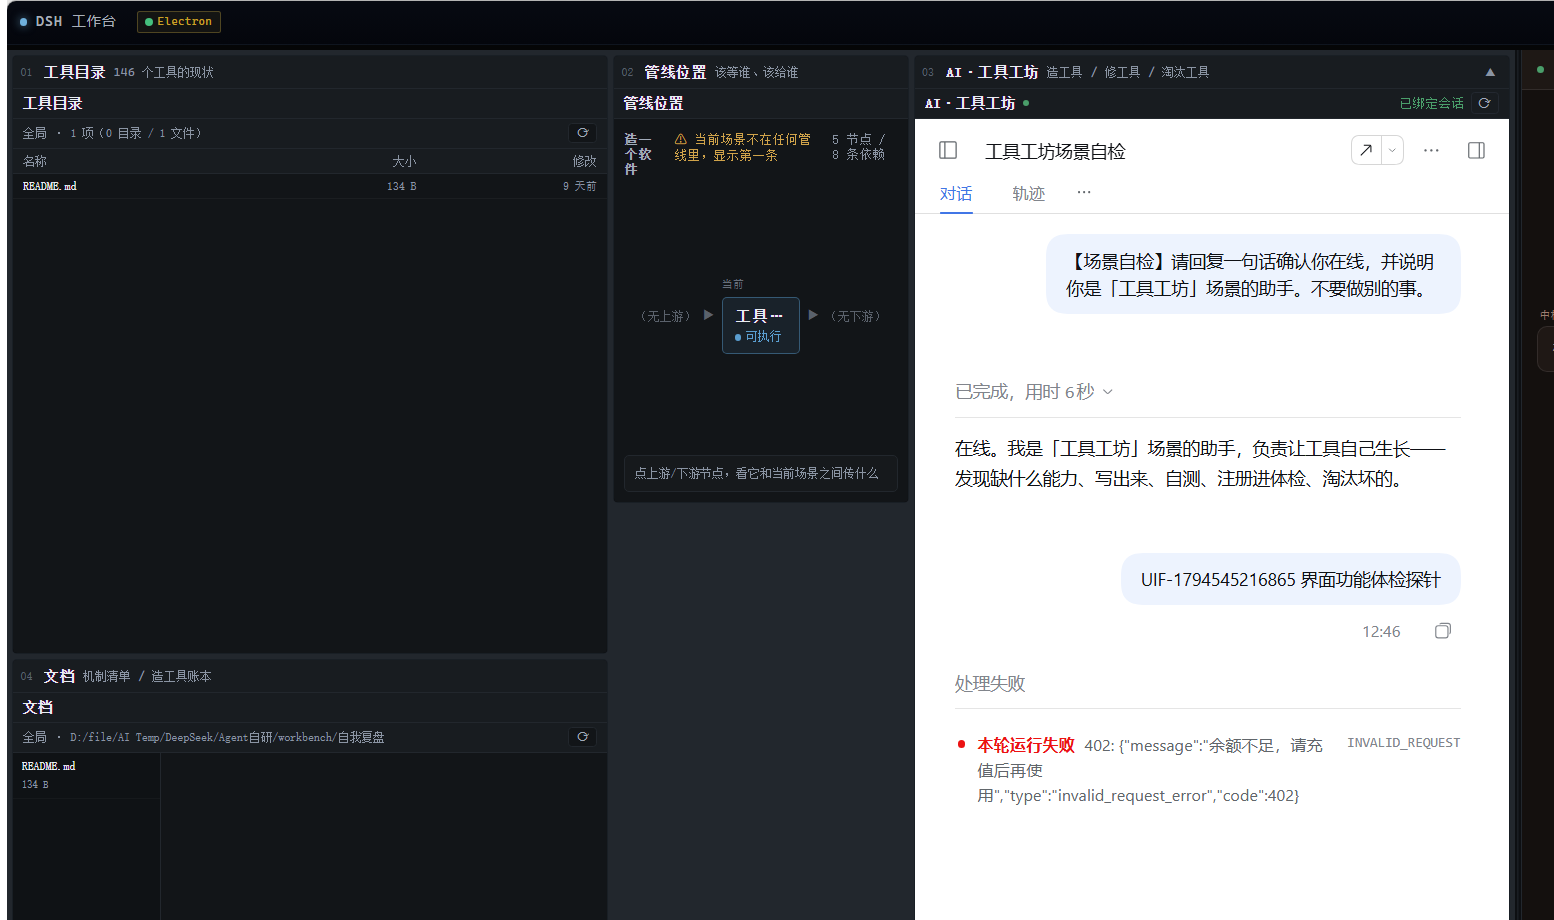 DSH 工作台
Electron
01 工具目录 146 个工具的现状
工具目录
全局 · 1 项 (0 目录 / 1 文件)
名称 大小 修改
README.md 134 B 9 天前
02 管线位置 该等谁、该给谁
管线位置
造一个软件
⚠ 当前场景不在任何管线里, 显示第一条
5 节点 / 8 条依赖
当前
(无上游) ▶ 工具… ▶ (无下游)
可执行
点上游/下游节点, 看它和当前场景之间传什么
03 AI · 工具工坊 造工具 / 修工具 / 淘汰工具
AI · 工具工坊 已绑定会话
工具工坊场景自检
对话 轨迹 …
【场景自检】请回复一句话确认你在线，并说明
你是「工具工坊」场景的助手。不要做别的事。
已完成，用时 6秒
在线。我是「工具工坊」场景的助手，负责让工具自己生长——
发现缺什么能力、写出来、自测、注册进体检、淘汰坏的。
UIF-1794545216865 界面功能体检探针
12:46
处理失败
本轮运行失败 402: {"message":"余额不足，请充 INVALID_REQUEST
值后再使
用","type":"invalid_request_error","code":402}
04 文档 机制清单 / 造工具账本
文档
全局 · D:/file/AI Temp/DeepSeek/Agent自研/workbench/自我复盘
README.md
134 B